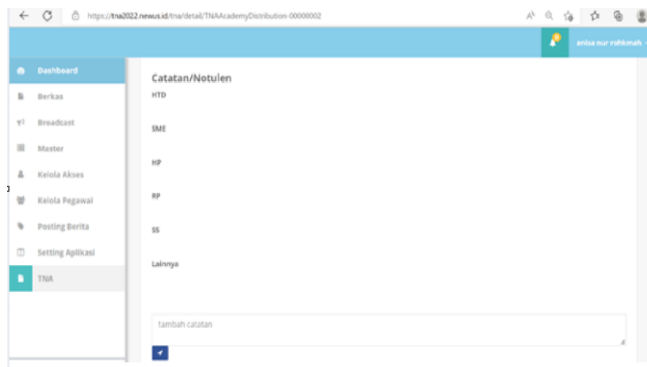 https://tna2022.newus.id/tna/detail/TNAAcademyDistribution-00000002
anisa nur rohkmah
Dashboard
Berkas
Broadcast
Master
Kelola Akses
Kelola Pegawai
Posting Berita
Setting Aplikasi
TNA
Catatan/Notulen
HTD
SME
HP
RP
SS
Lainnya
tambah catatan